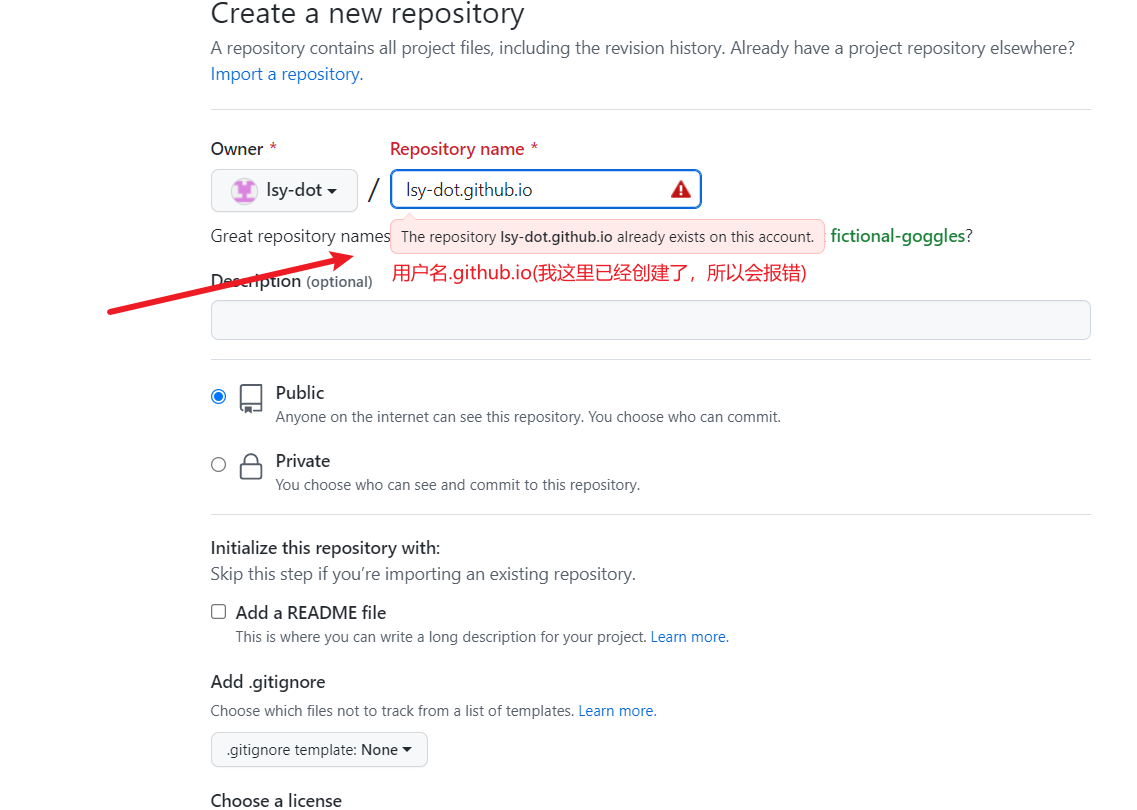 Create a new repository
A repository contains all project files, including the revision history. Already have a project repository elsewhere?
Import a repository.
Owner *
Repository name *
lsy-dot
/
lsy-dot.github.io
Great repository names
The repository lsy-dot.github.io already exists on this account.
fictional-goggles?
用户名.github.io(我这里已经创建了，所以会报错)
Description (optional)
Public
Anyone on the internet can see this repository. You choose who can commit.
Private
You choose who can see and commit to this repository.
Initialize this repository with:
Skip this step if you’re importing an existing repository.
Add a README file
This is where you can write a long description for your project. Learn more.
Add .gitignore
Choose which files not to track from a list of templates. Learn more.
.gitignore template: None
Choose a license